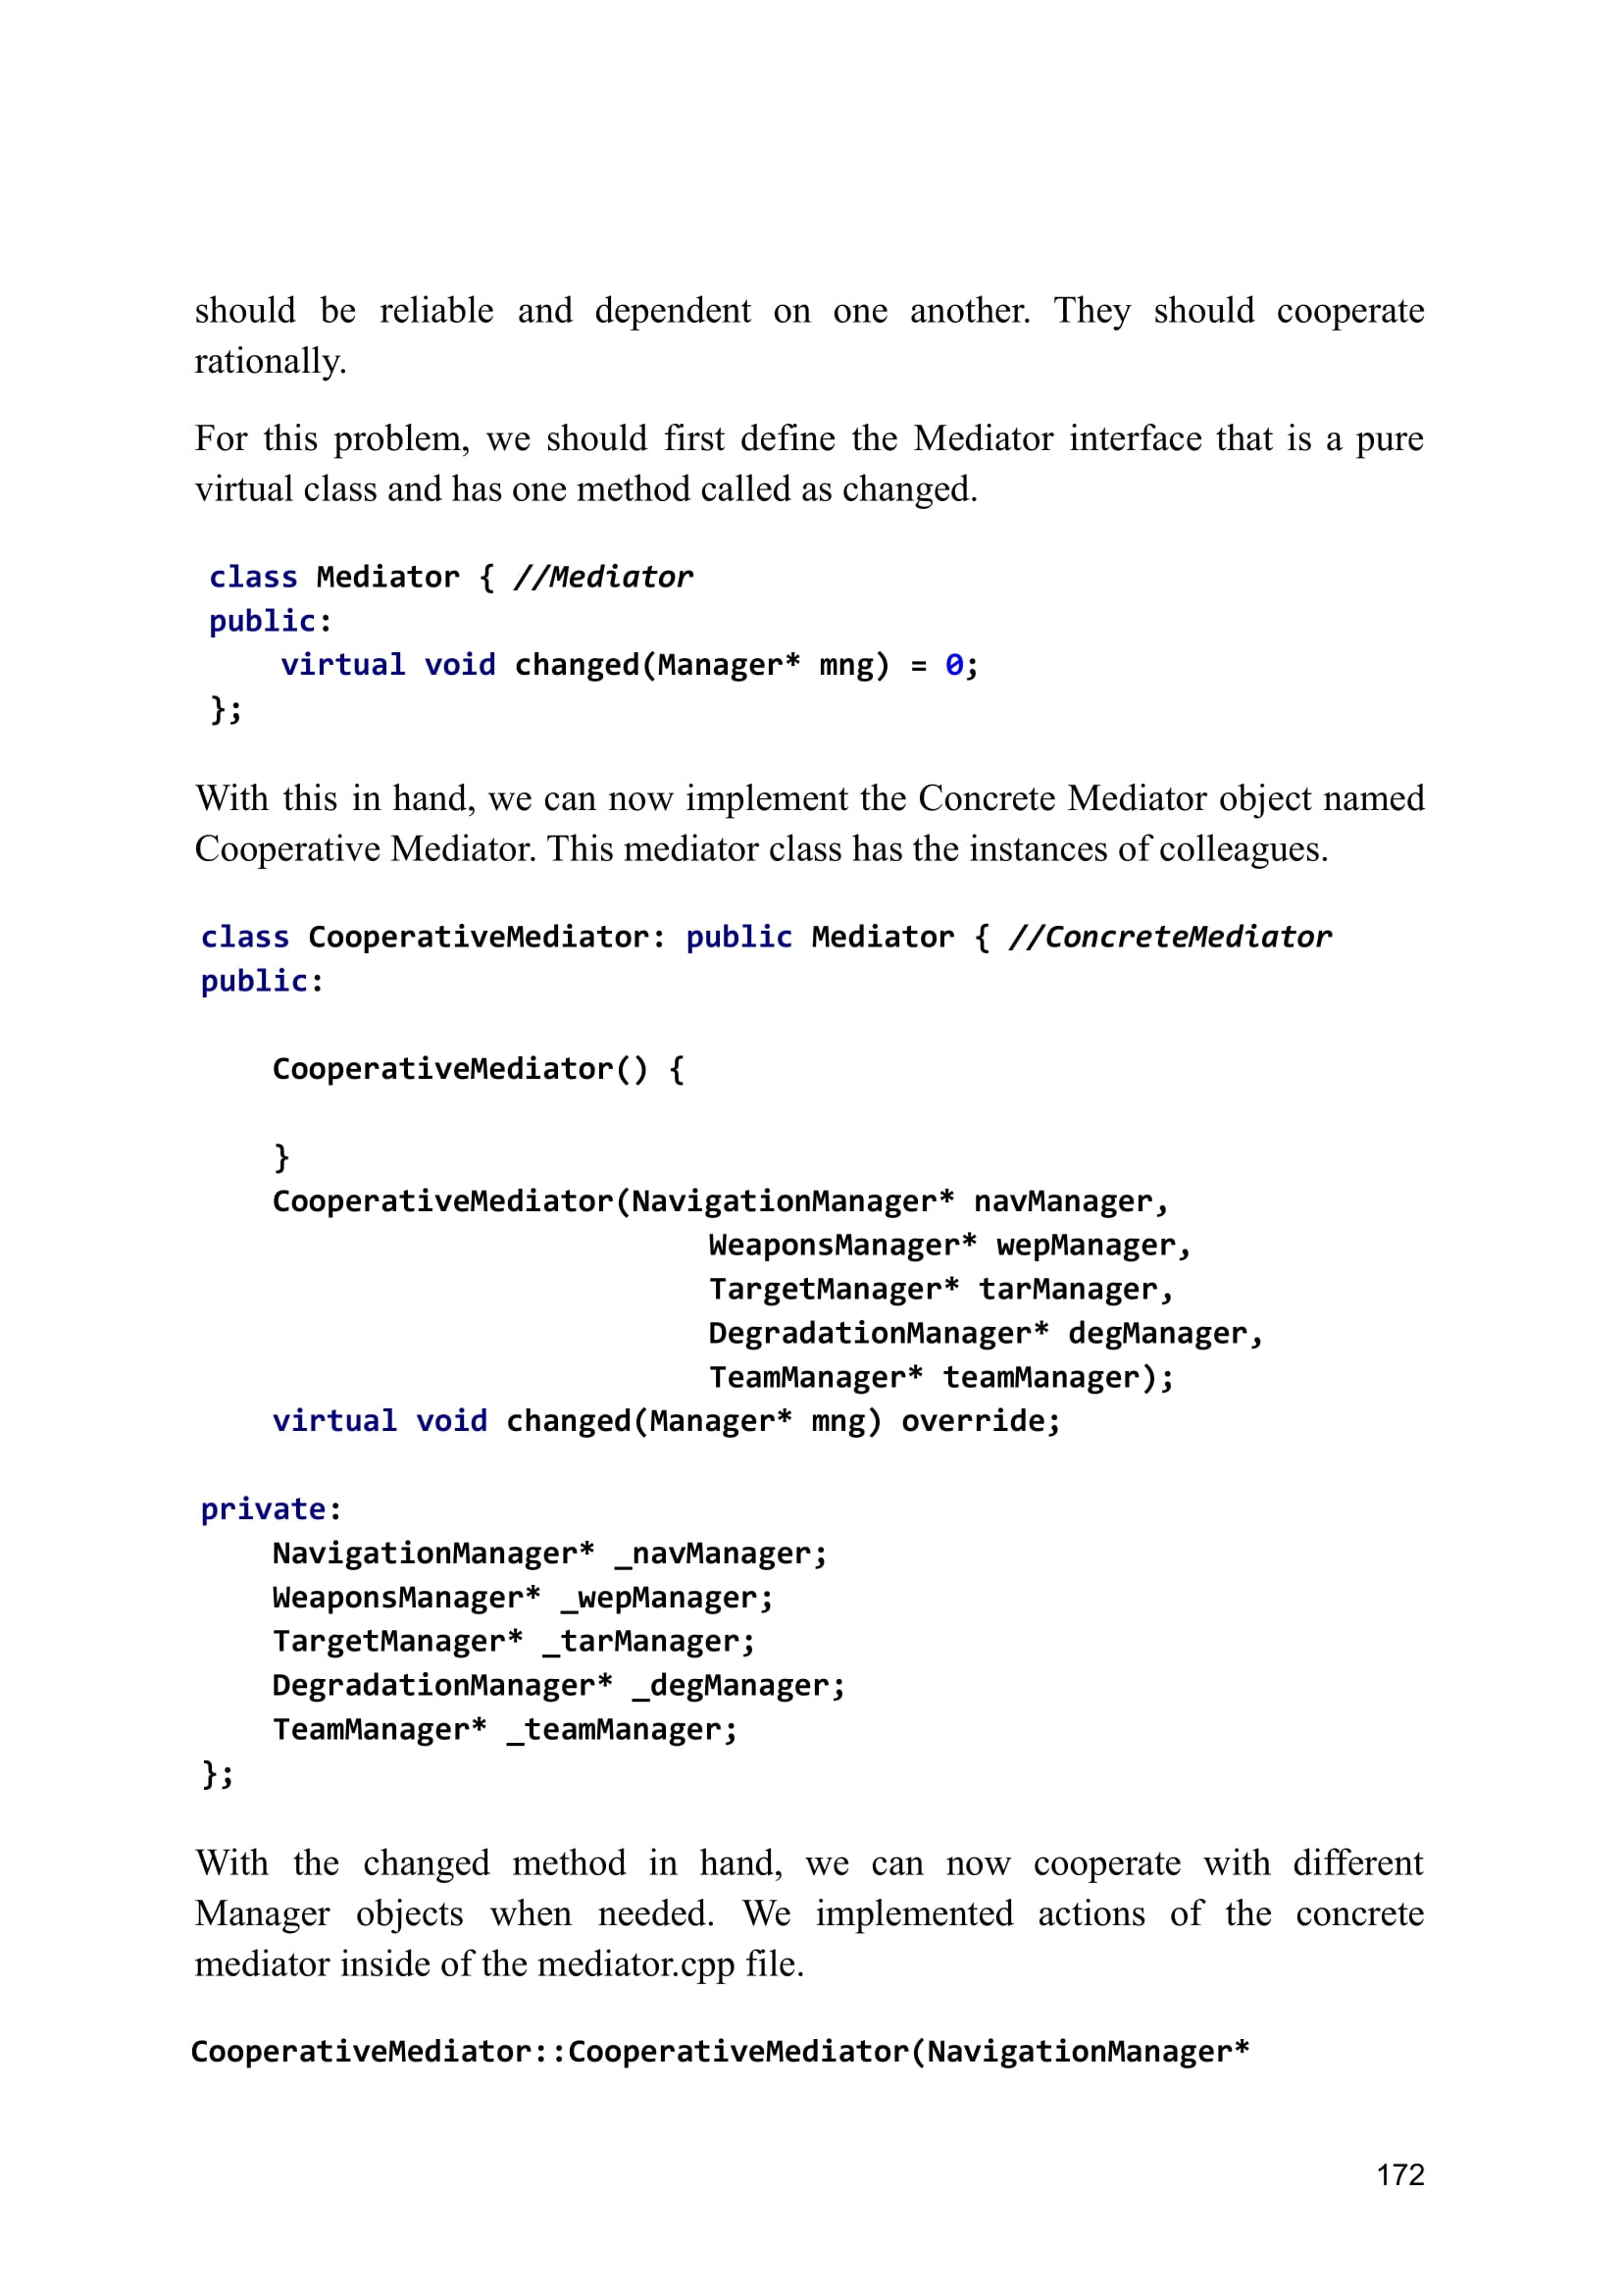 should be reliable and dependent on one another. They should cooperate
rationally.
For this problem, we should first define the Mediator interface that is a pure
virtual class and has one method called as changed.
class Mediator { //Mediator
public:
    virtual void changed(Manager* mng) = 0;
};
With this in hand, we can now implement the Concrete Mediator object named
Cooperative Mediator. This mediator class has the instances of colleagues.
class CooperativeMediator: public Mediator { //ConcreteMediator
public:
    CooperativeMediator() {
    }
    CooperativeMediator(NavigationManager* navManager,
                        WeaponsManager* wepManager,
                        TargetManager* tarManager,
                        DegradationManager* degManager,
                        TeamManager* teamManager);
    virtual void changed(Manager* mng) override;
private:
    NavigationManager* _navManager;
    WeaponsManager* _wepManager;
    TargetManager* _tarManager;
    DegradationManager* _degManager;
    TeamManager* _teamManager;
};
With the changed method in hand, we can now cooperate with different
Manager objects when needed. We implemented actions of the concrete
mediator inside of the mediator.cpp file.
CooperativeMediator::CooperativeMediator(NavigationManager*
172